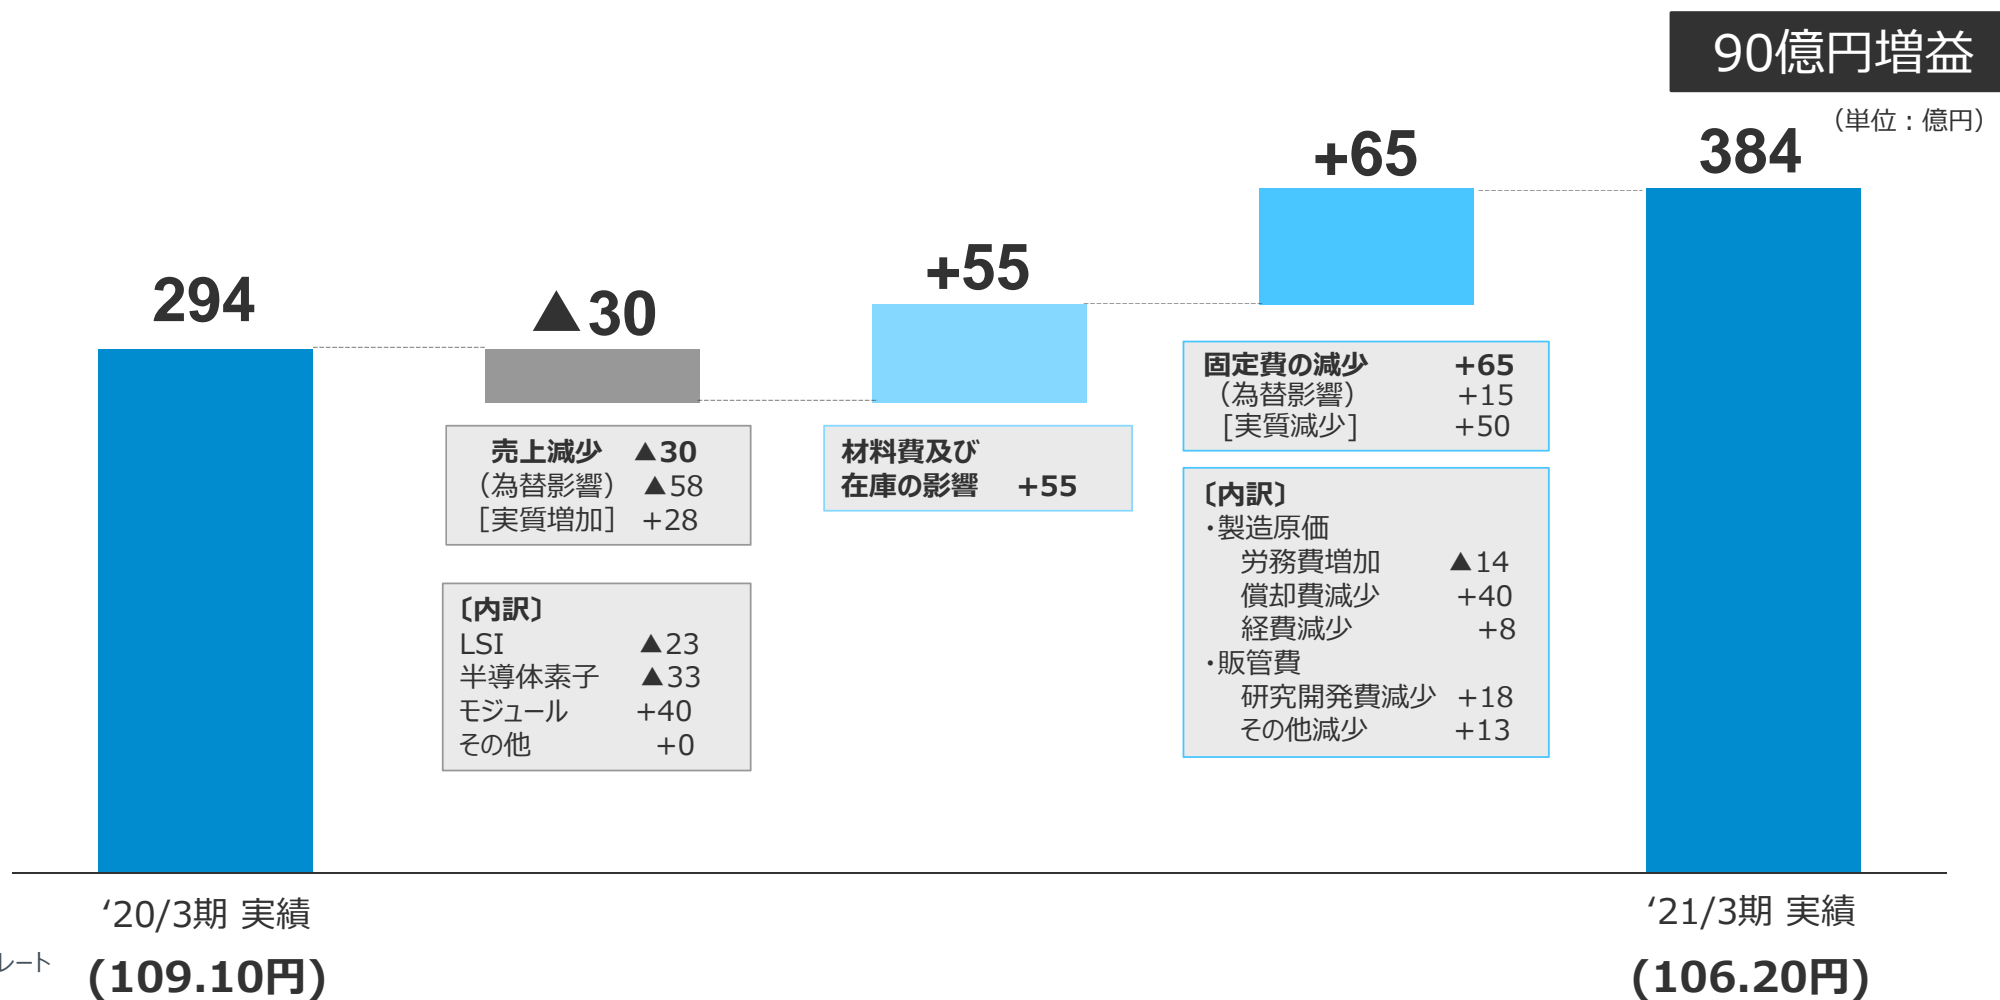 90億円増益
（単位：億円）
294
▲30
+55
+65
384
売上減少 ▲30
（為替影響） ▲58
［実質増加］ +28
〔内訳〕
LSI ▲23
半導体素子 ▲33
モジュール +40
その他 +0
材料費及び
在庫の影響 +55
固定費の減少 +65
（為替影響） +15
［実質減少］ +50
〔内訳〕
・製造原価
労務費増加 ▲14
償却費減少 +40
経費減少 +8
・販管費
研究開発費減少 +18
その他減少 +13
‘20/3期 実績
‘21/3期 実績
レート
(109.10円)
(106.20円)